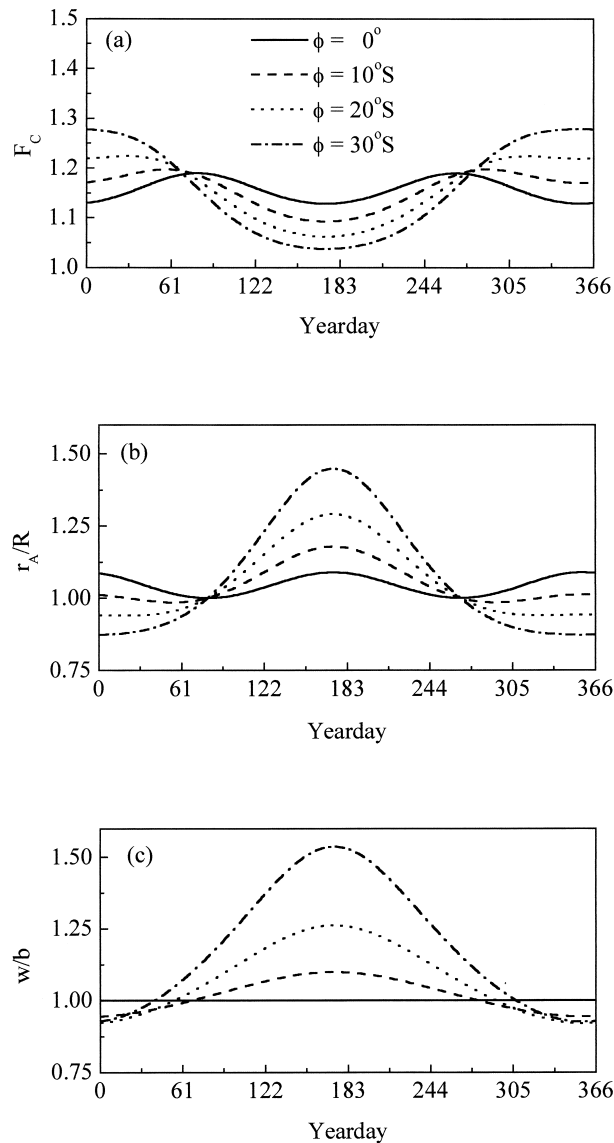 (a)
ϕ = 0°
ϕ = 10°S
ϕ = 20°S
ϕ = 30°S
F_C
1.5
1.4
1.3
1.2
1.1
1.0
0 61 122 183 244 305 366
Yearday
(b)
r_A/R
1.50
1.25
1.00
0.75
0 61 122 183 244 305 366
Yearday
(c)
w/b
1.50
1.25
1.00
0.75
0 61 122 183 244 305 366
Yearday